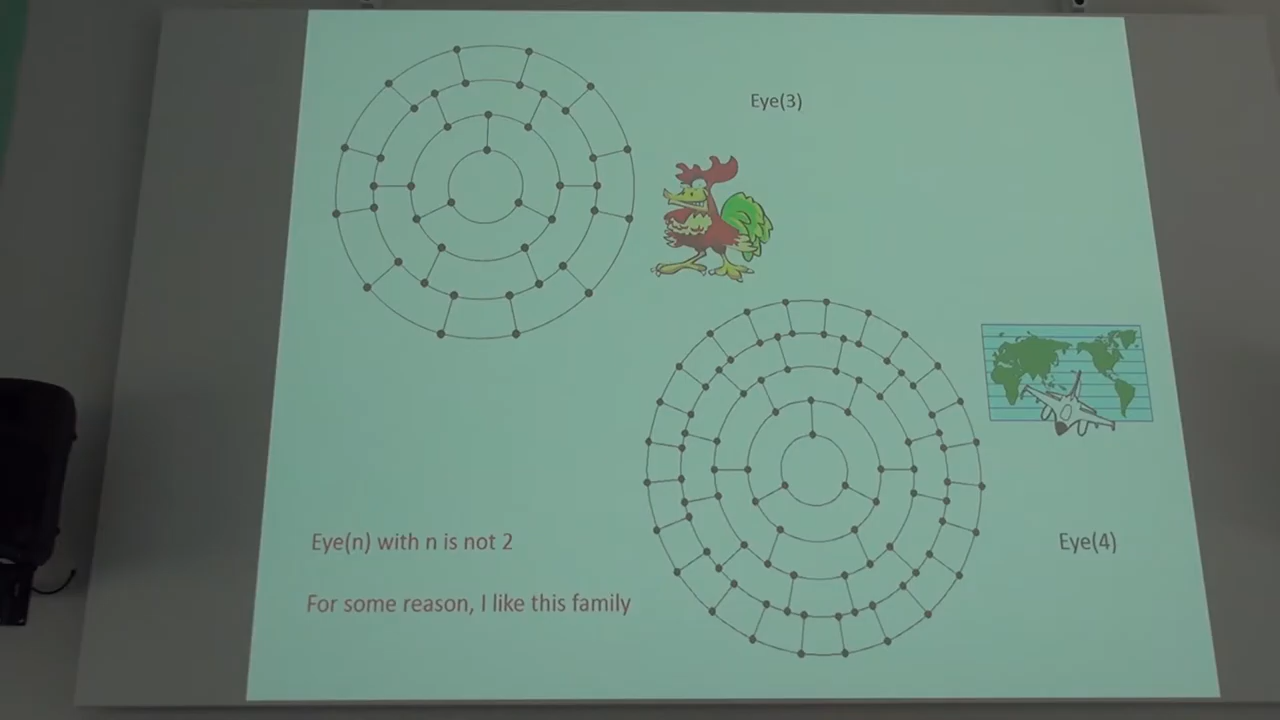 Eye(3)
Eye(n) with n is not 2
Eye(4)
For some reason, I like this family